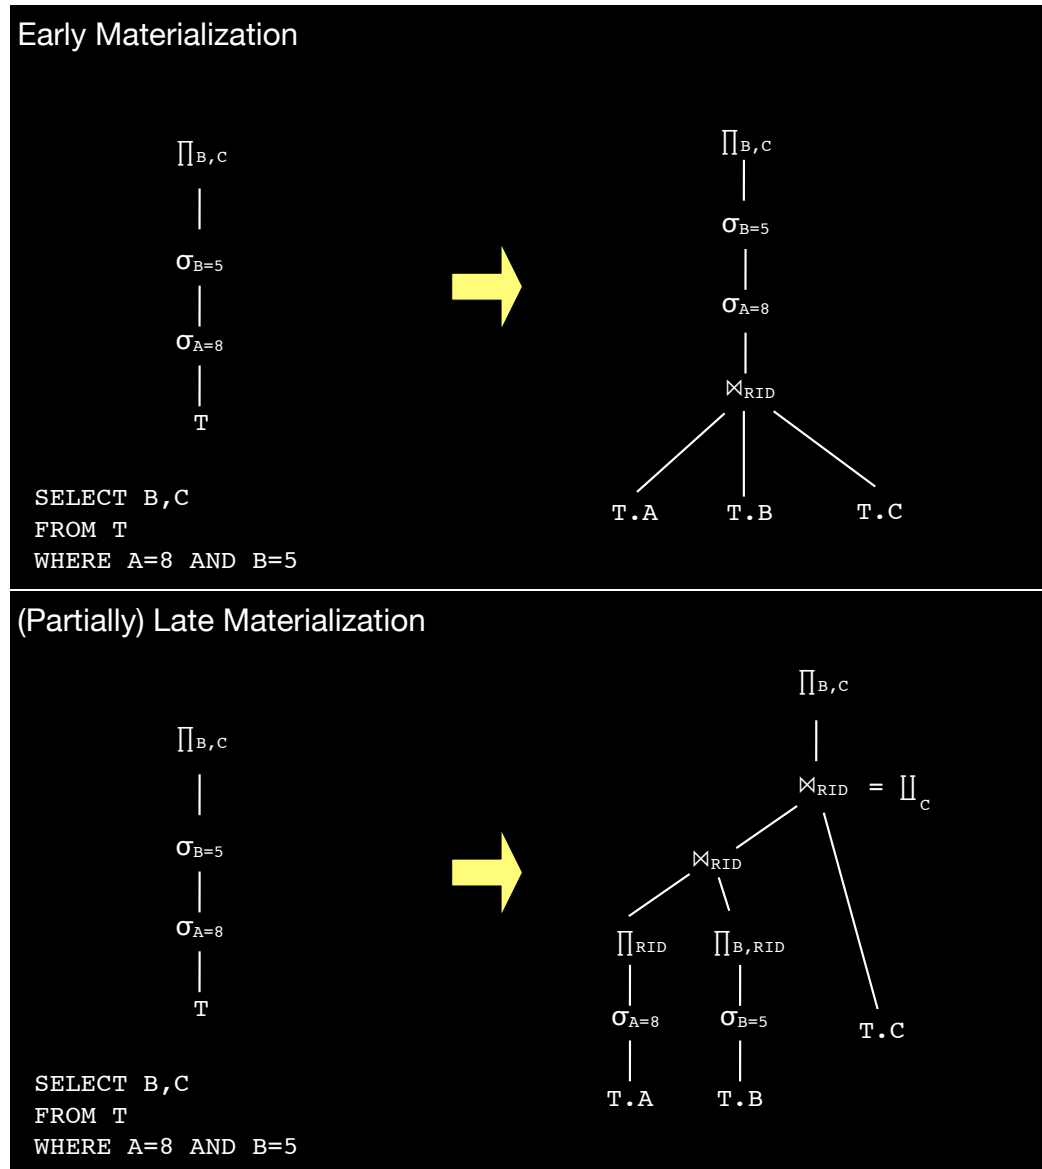 Early Materialization
∏B,C
∏B,C
σB=5
σB=5
σA=8
σA=8
⋈RID
T
T.A T.B T.C
SELECT B,C
FROM T
WHERE A=8 AND B=5
(Partially) Late Materialization
∏B,C
∏B,C
⋈RID = ∐C
σB=5
⋈RID
σA=8
∏RID ∏B,RID
T
σA=8 σB=5
T.C
T.A T.B
SELECT B,C
FROM T
WHERE A=8 AND B=5